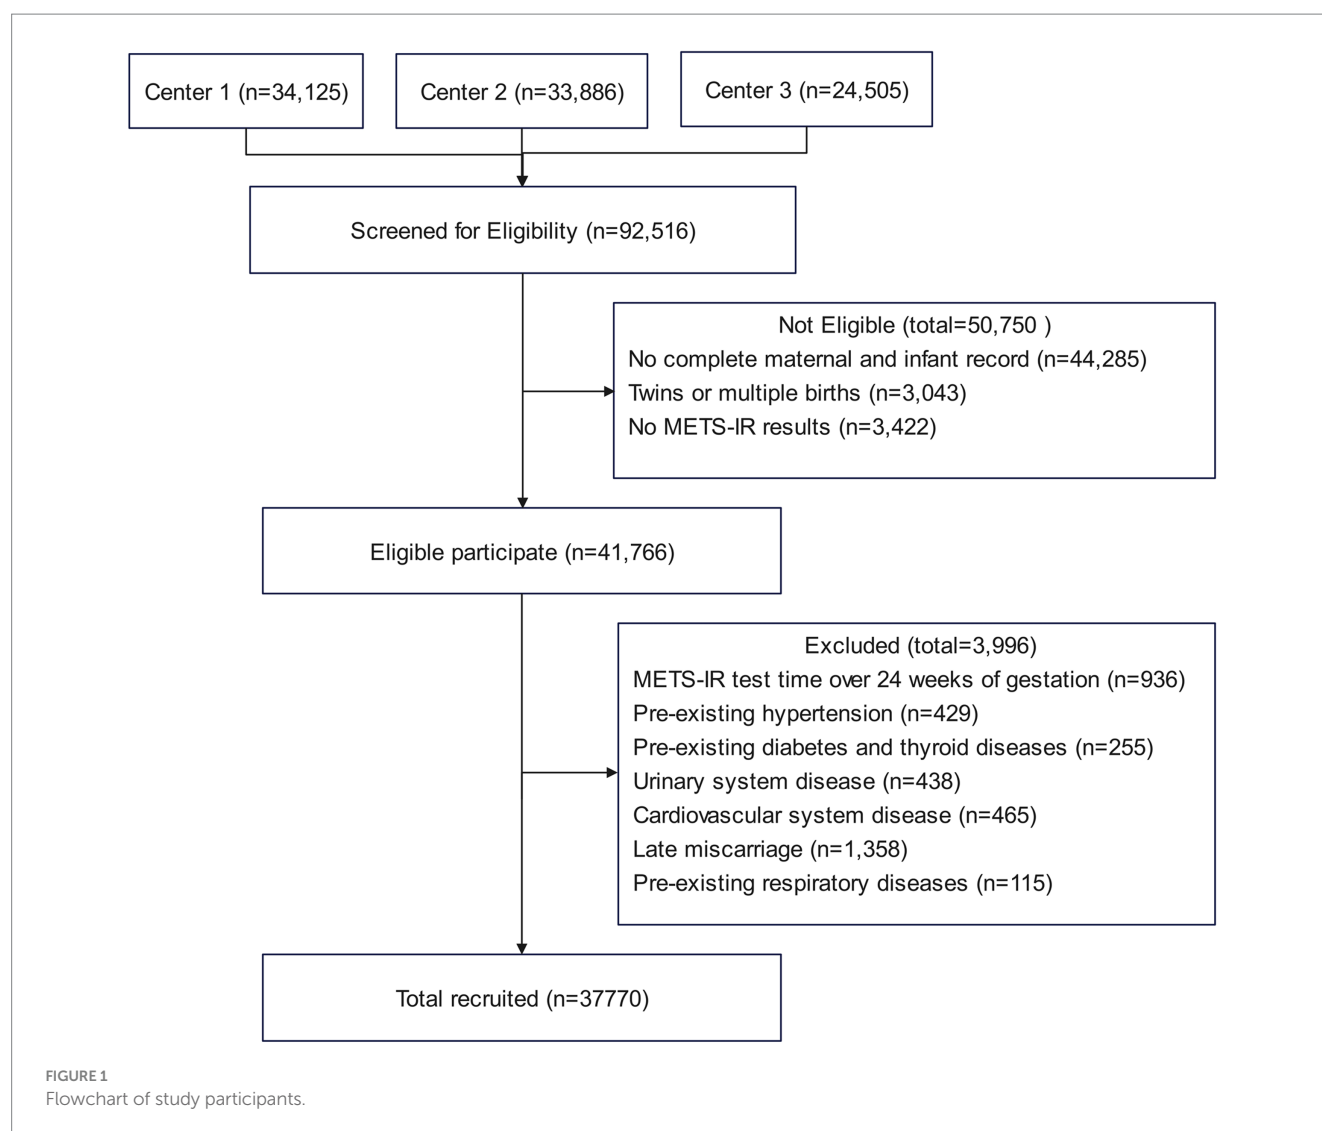 Center 1 (n=34,125)
Center 2 (n=33,886)
Center 3 (n=24,505)
Screened for Eligibility (n=92,516)
Not Eligible (total=50,750 )
No complete maternal and infant record (n=44,285)
Twins or multiple births (n=3,043)
No METS-IR results (n=3,422)
Eligible participate (n=41,766)
Excluded (total=3,996)
METS-IR test time over 24 weeks of gestation (n=936)
Pre-existing hypertension (n=429)
Pre-existing diabetes and thyroid diseases (n=255)
Urinary system disease (n=438)
Cardiovascular system disease (n=465)
Late miscarriage (n=1,358)
Pre-existing respiratory diseases (n=115)
Total recruited (n=37770)
FIGURE 1
Flowchart of study participants.